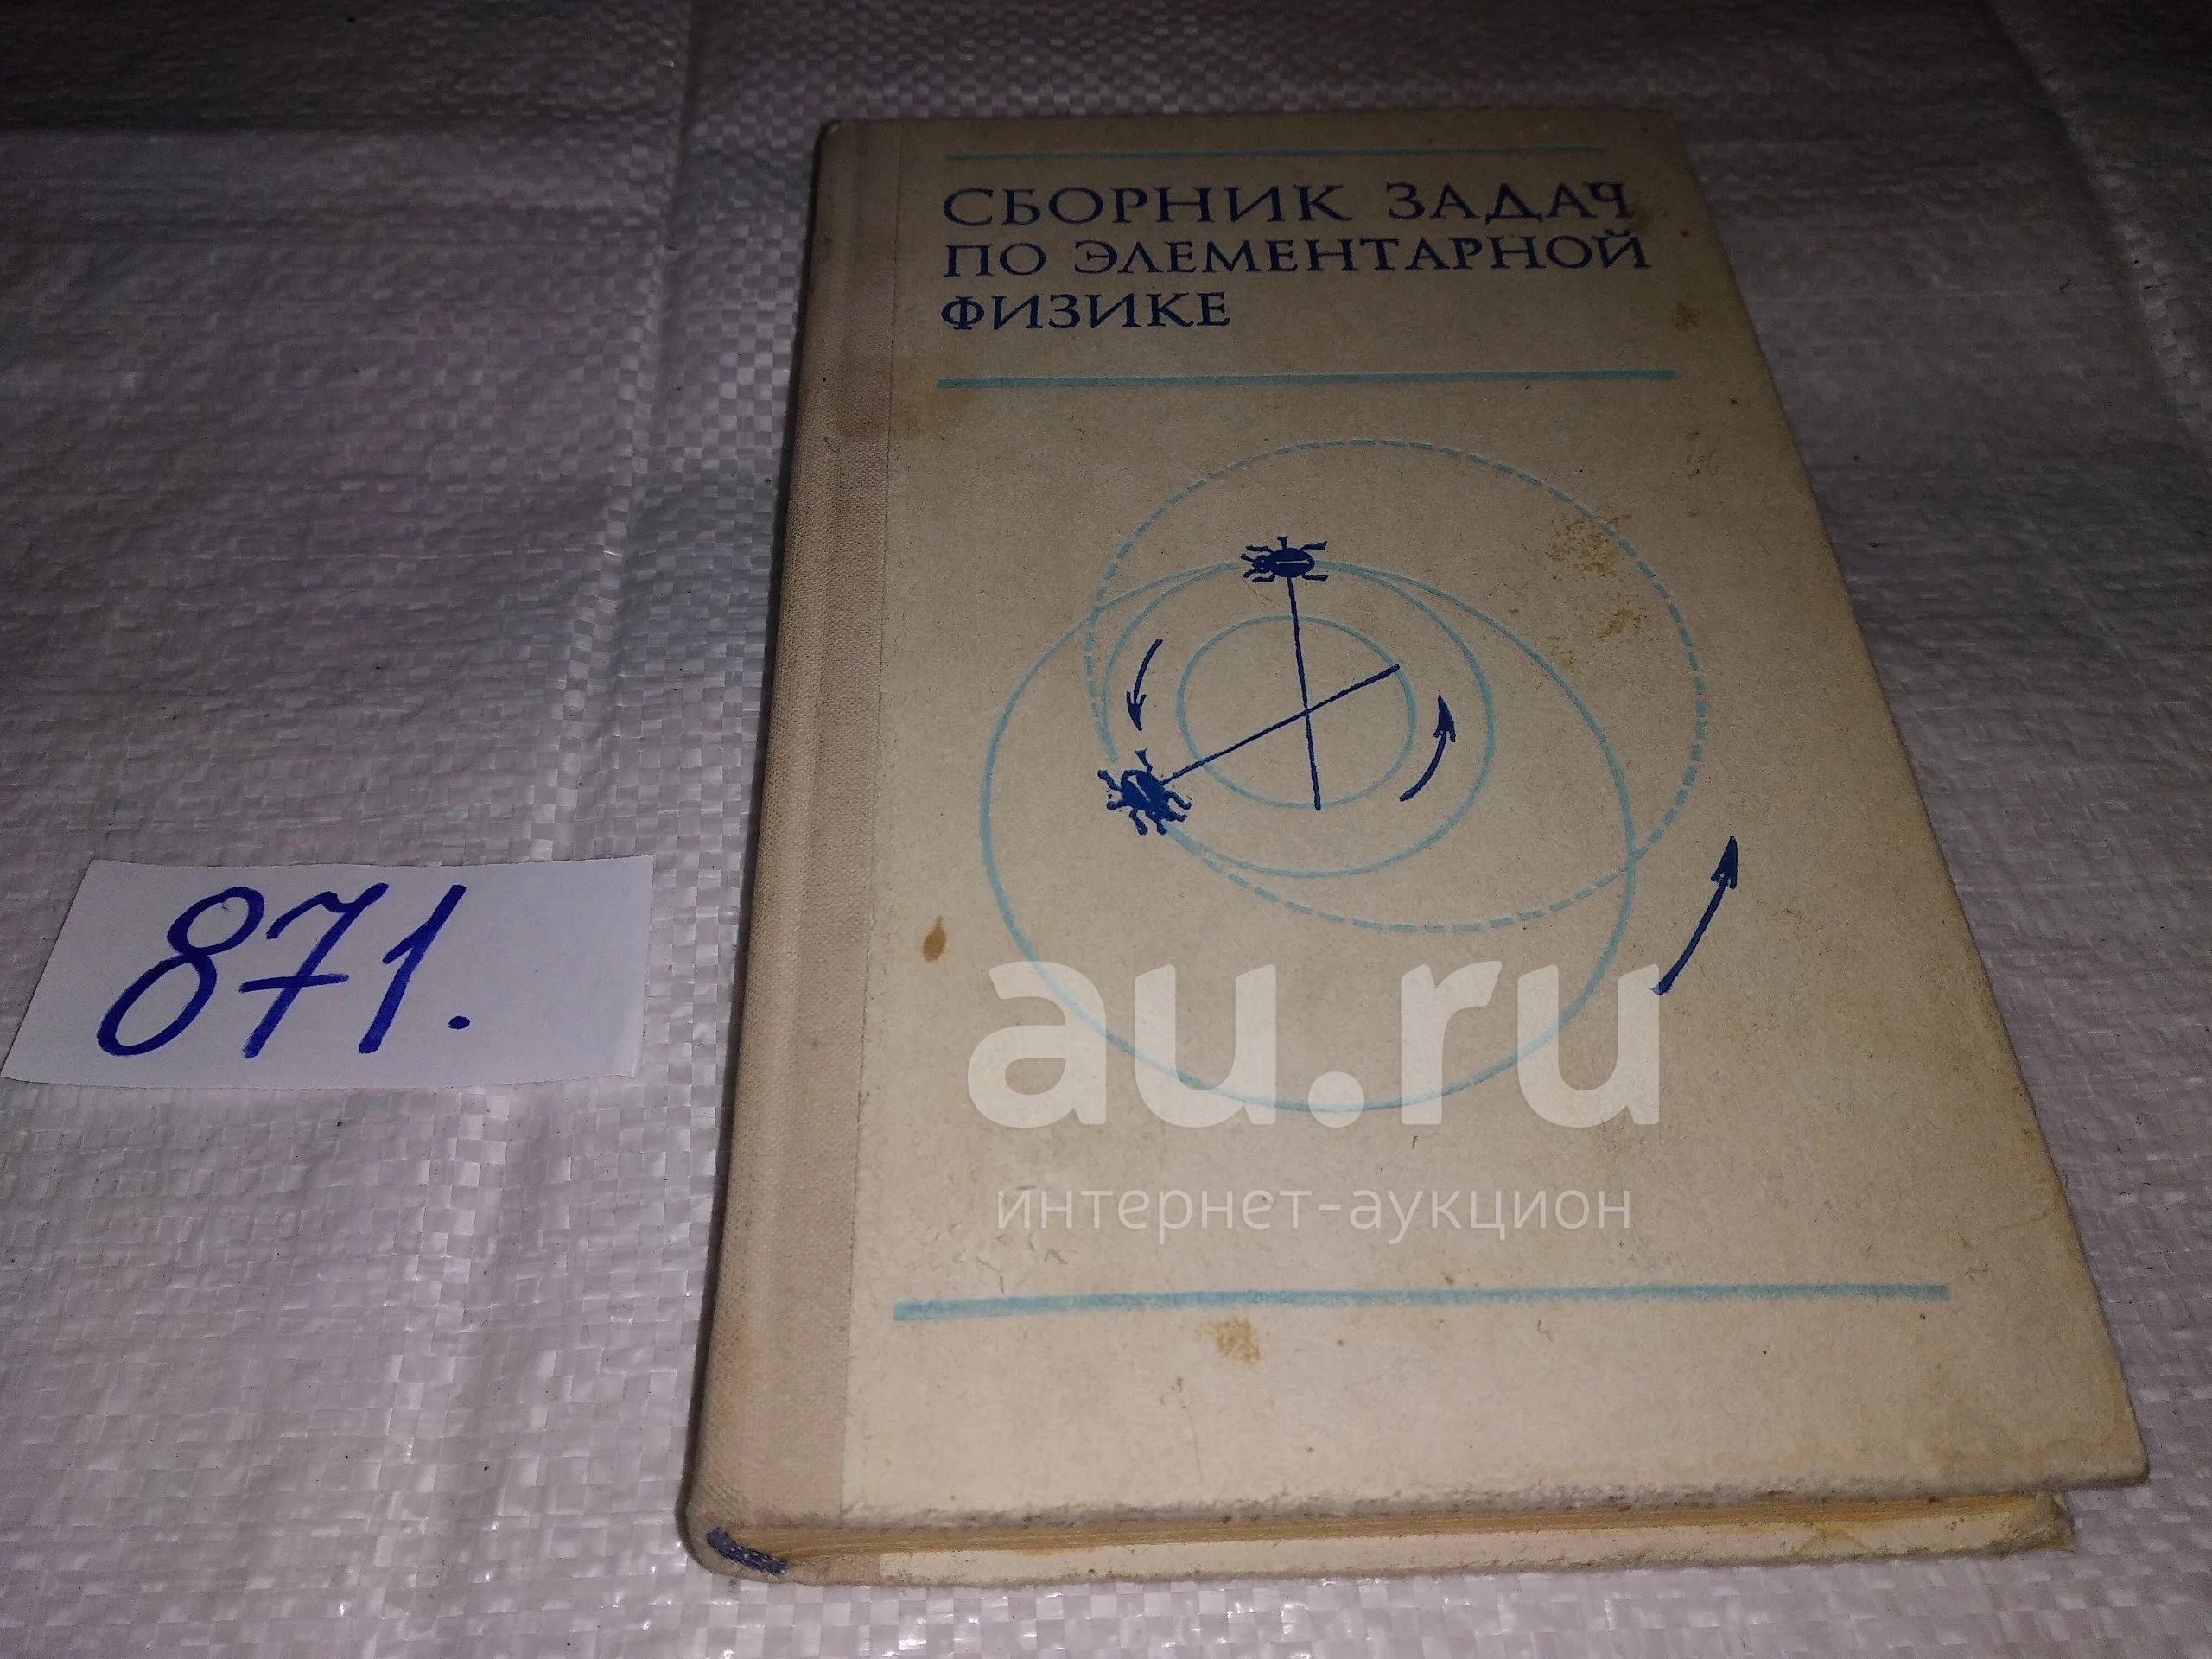 СБОРНИК ЗАДАЧ
ПО ЭЛЕМЕНТАРНОЙ
ФИЗИКЕ
871.
au.ru
интернет-аукцион